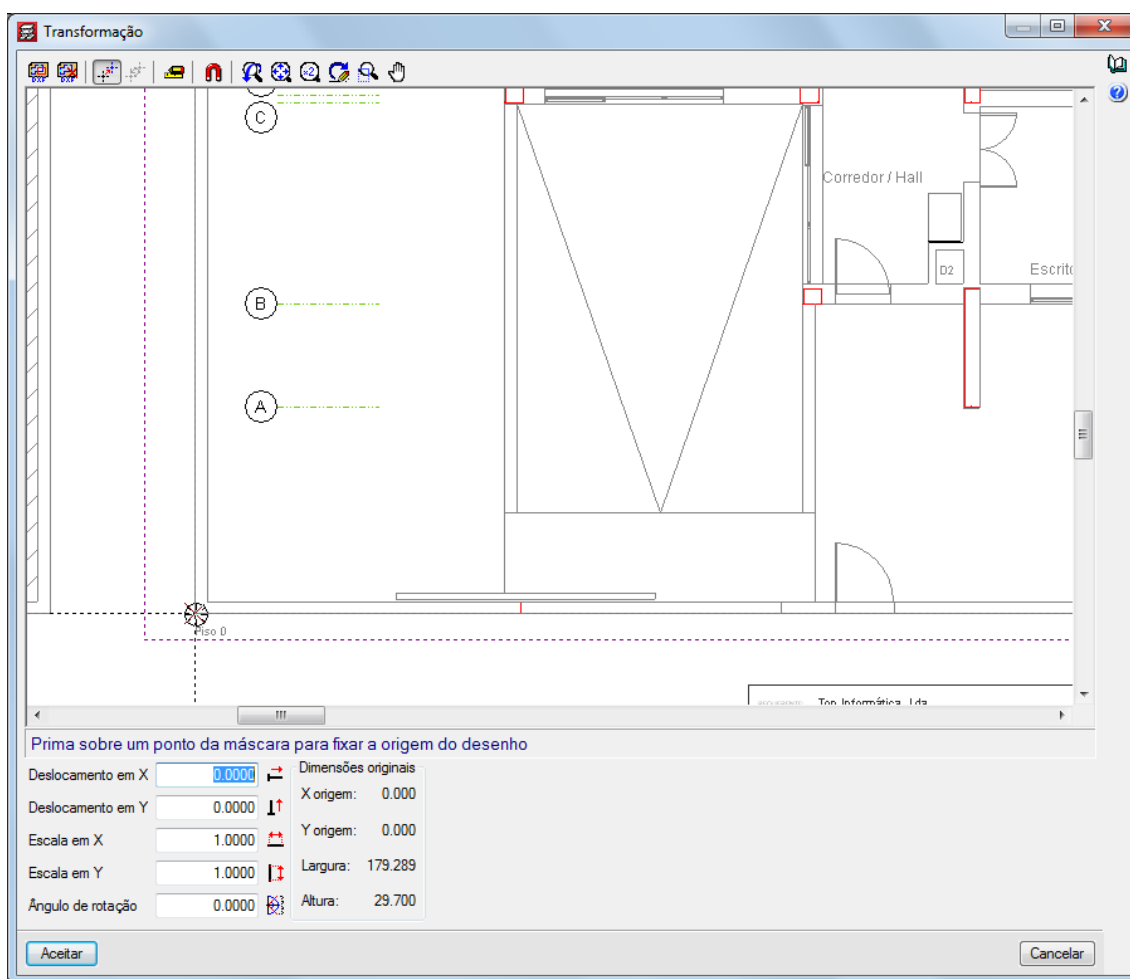 Transformação
DXF DXF x2
C
Corredor / Hall
D2
B
A
Piso 0
Top Informática, Lda
Prima sobre um ponto da máscara para fixar a origem do desenho
Deslocamento em X 0.0000
Deslocamento em Y 0.0000
Escala em X 1.0000
Escala em Y 1.0000
Ângulo de rotação 0.0000
Dimensões originais
X origem: 0.000
Y origem: 0.000
Largura: 179.289
Altura: 29.700
Aceitar
Cancelar